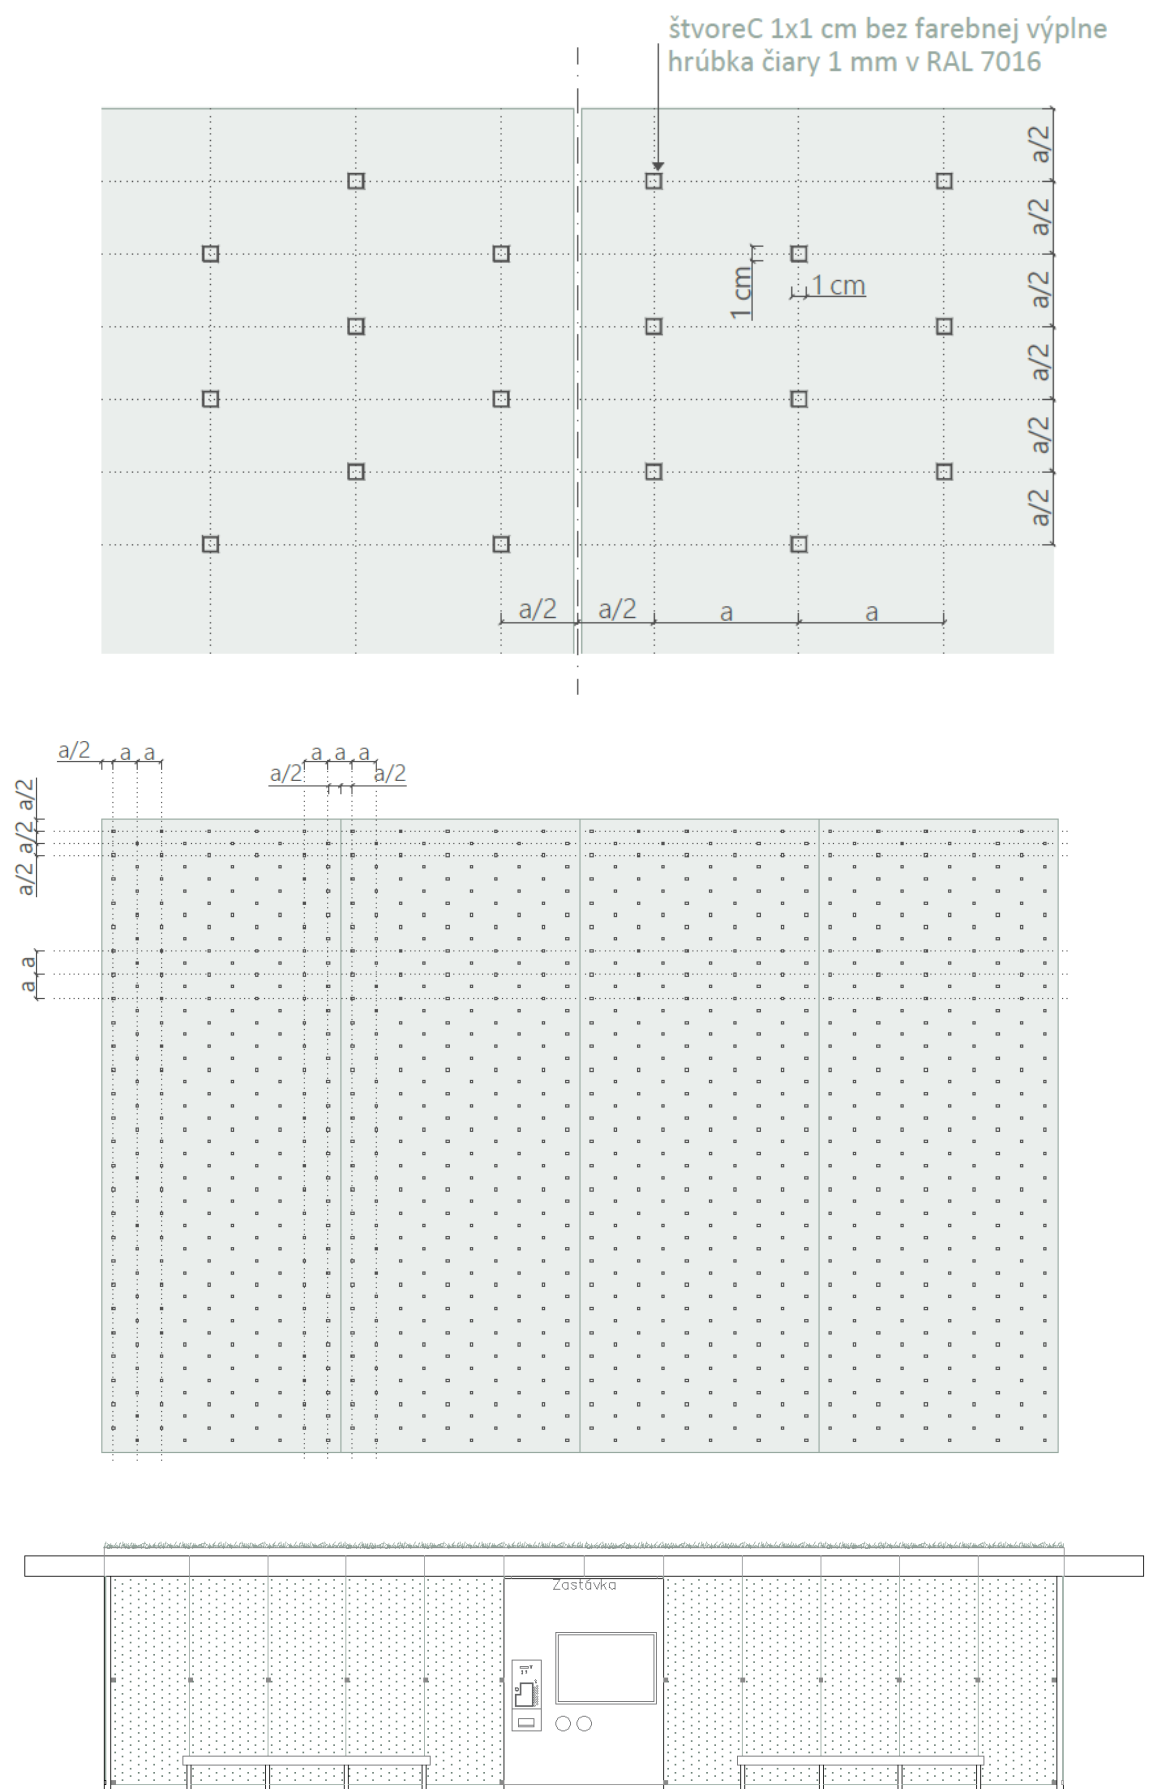 štvoreC 1x1 cm bez farebnej výplne
hrúbka čiary 1 mm v RAL 7016
a/2
a/2
a/2
a/2
a/2
a/2
1 cm
1 cm
a/2
a/2
a
a
a/2
a
a
a
a
a
a/2
a/2
a/2
a/2
a/2
a
a
Zastávka